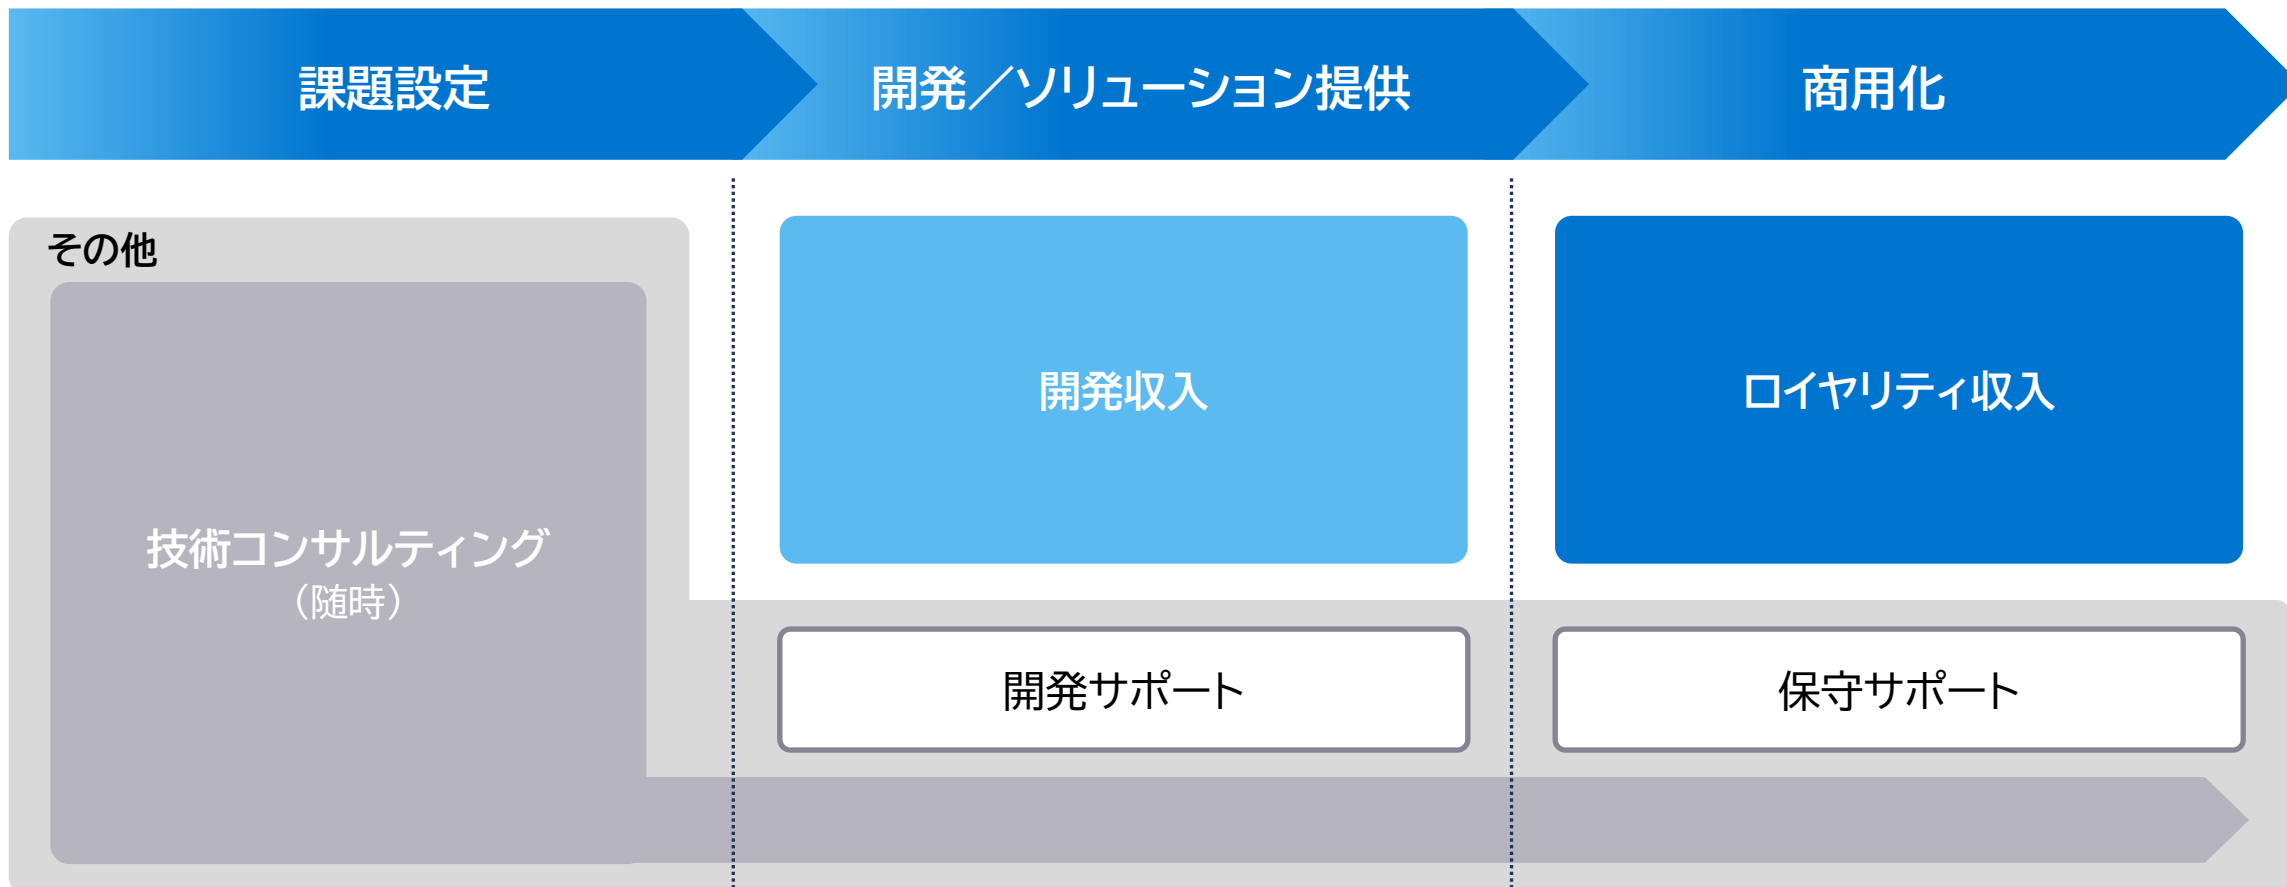 課題設定
開発／ソリューション提供
商用化
その他
技術コンサルティング
（随時）
開発収入
ロイヤリティ収入
開発サポート
保守サポート